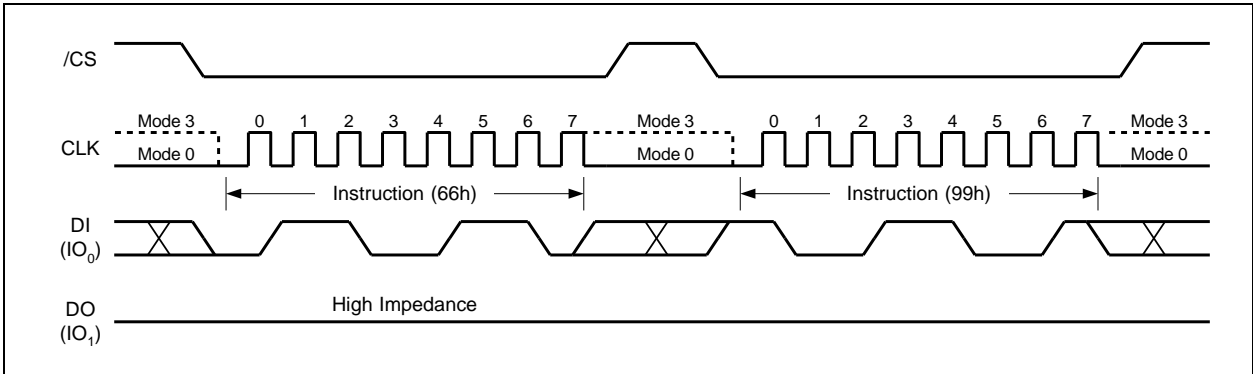 /CS
Mode 3 0 1 2 3 4 5 6 7 Mode 3 0 1 2 3 4 5 6 7 Mode 3
CLK Mode 0 Mode 0 Mode 0
Instruction (66h) Instruction (99h)
DI
(IO₀)
High Impedance
DO
(IO₁)